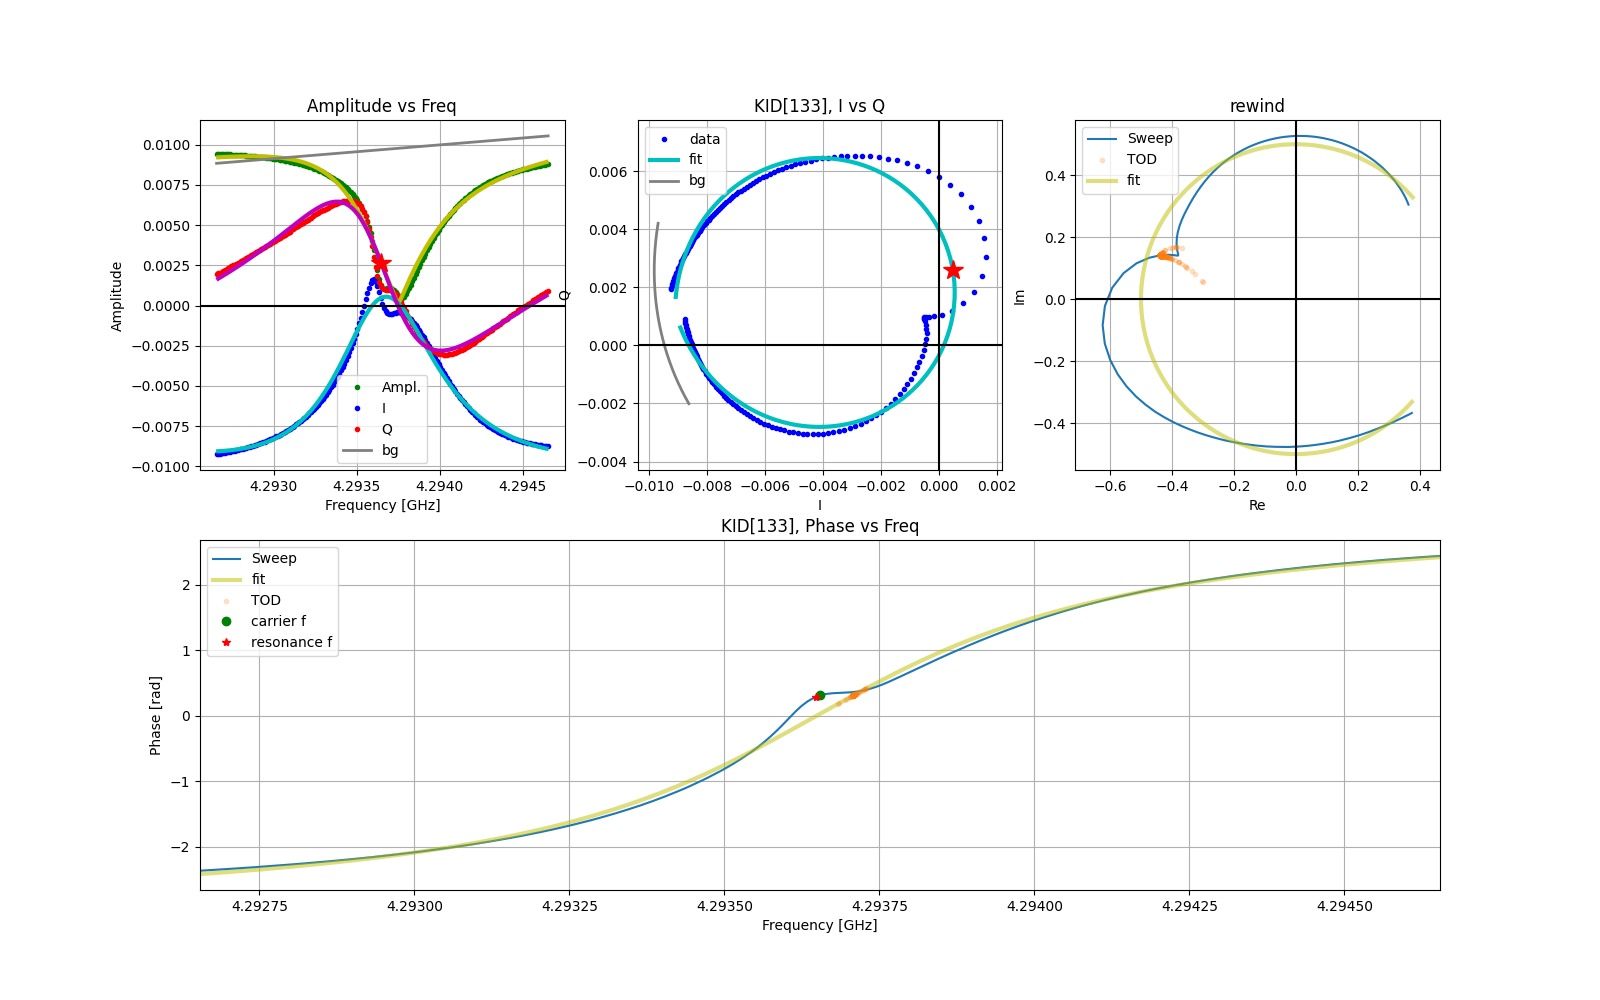 Amplitude vs Freq
0.0100
0.0075
0.0050
0.0025
0.0000
−0.0025
−0.0050
−0.0075
−0.0100
Amplitude
Ampl.
I
Q
bg
4.2930
4.2935
4.2940
4.2945
Frequency [GHz]
KID[133], I vs Q
data
fit
bg
0.006
0.004
0.002
0.000
−0.002
−0.004
Q
−0.010
−0.008
−0.006
−0.004
−0.002
0.000
0.002
I
rewind
Sweep
TOD
fit
0.4
0.2
0.0
−0.2
−0.4
Im
−0.6
−0.4
−0.2
0.0
0.2
0.4
Re
KID[133], Phase vs Freq
Sweep
fit
TOD
carrier f
resonance f
2
1
0
−1
−2
Phase [rad]
4.29275
4.29300
4.29325
4.29350
4.29375
4.29400
4.29425
4.29450
Frequency [GHz]